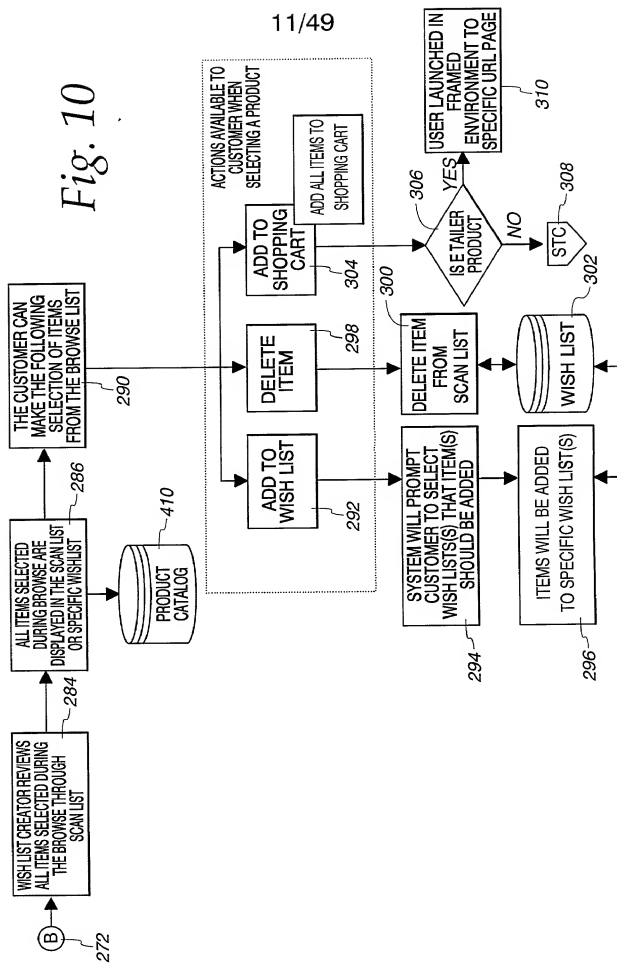 11/49
Fig. 10
B
272
WISH LIST CREATOR REVIEWS
ALL ITEMS SELECTED DURING
THE BROWSE THROUGH
SCAN LIST
284
ALL ITEMS SELECTED
DURING BROWSE ARE
DISPLAYED IN THE SCAN LIST
OR SPECIFIC WISHLIST
286
PRODUCT
CATALOG
410
THE CUSTOMER CAN
MAKE THE FOLLOWING
SELECTION OF ITEMS
FROM THE BROWSE LIST
290
ACTIONS AVAILABLE TO
CUSTOMER WHEN
SELECTING A PRODUCT
ADD TO
WISH LIST
292
DELETE
ITEM
298
ADD TO
SHOPPING
CART
304
ADD ALL ITEMS TO
SHOPPING CART
SYSTEM WILL PROMPT
CUSTOMER TO SELECT
WISH LISTS(S) THAT ITEM(S)
SHOULD BE ADDED
294
DELETE ITEM
FROM
SCAN LIST
300
IS ETAILER
PRODUCT
306
YES
NO
USER LAUNCHED IN
FRAMED
ENVIRONMENT TO
SPECIFIC URL PAGE
310
STC
308
ITEMS WILL BE ADDED
TO SPECIFIC WISH LIST(S)
296
WISH LIST
302